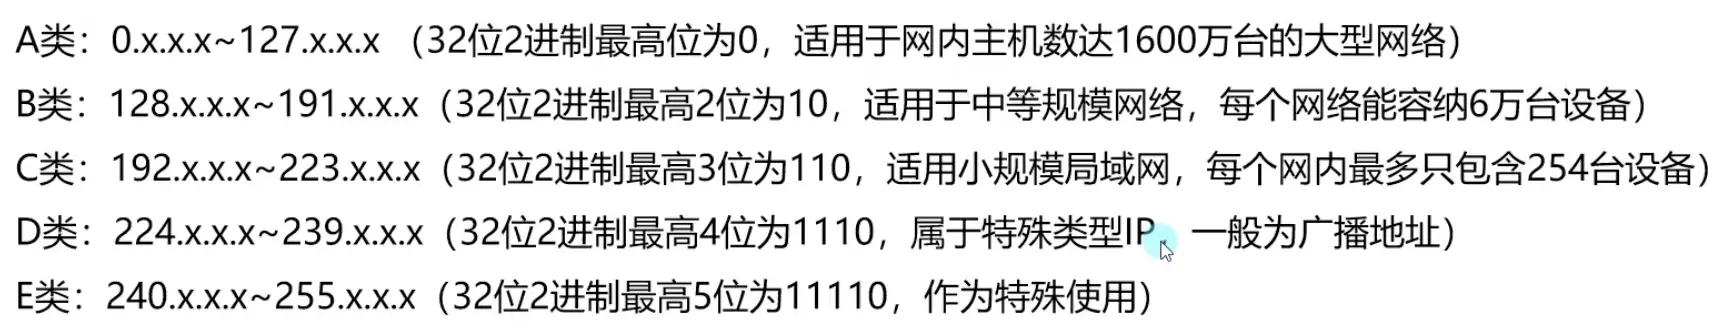 A类：0.x.x.x~127.x.x.x （32位2进制最高位为0，适用于网内主机数达1600万台的大型网络）
B类：128.x.x.x~191.x.x.x（32位2进制最高2位为10，适用于中等规模网络，每个网络能容纳6万台设备）
C类：192.x.x.x~223.x.x.x（32位2进制最高3位为110，适用小规模局域网，每个网内最多只包含254台设备）
D类：224.x.x.x~239.x.x.x（32位2进制最高4位为1110，属于特殊类型IP，一般为广播地址）
E类：240.x.x.x~255.x.x.x（32位2进制最高5位为11110，作为特殊使用）